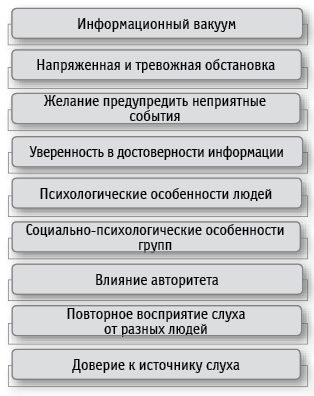 Информационный вакуум
Напряженная и тревожная обстановка
Желание предупредить неприятные
события
Уверенность в достоверности информации
Психологические особенности людей
Социально-психологические особенности
групп
Влияние авторитета
Повторное восприятие слуха
от разных людей
Доверие к источнику слуха